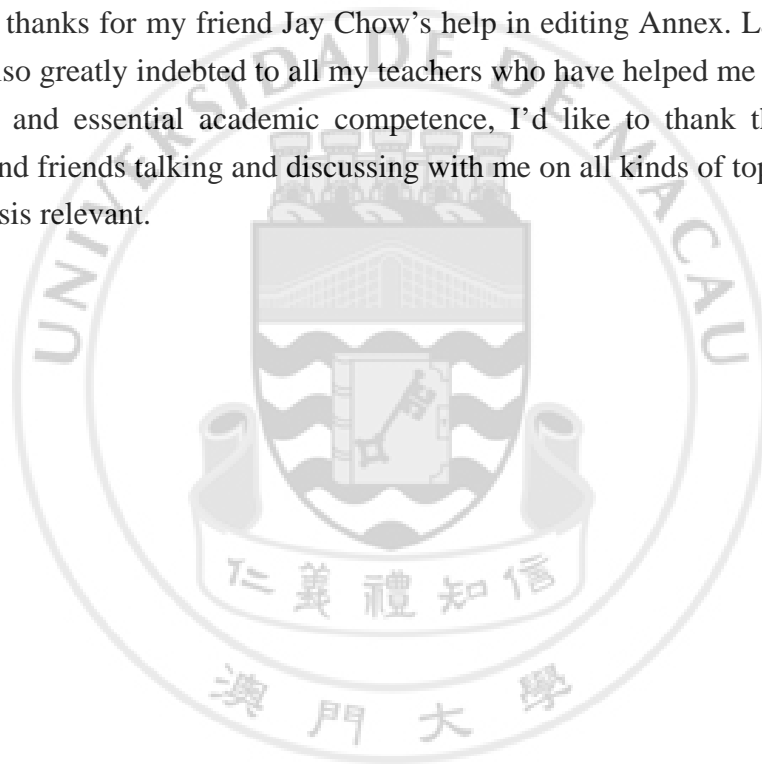 thanks for my friend Jay Chow’s help in editing Annex. L
so greatly indebted to all my teachers who have helped me
and essential academic competence, I’d like to thank th
nd friends talking and discussing with me on all kinds of top
sis relevant.
UNIVERSIDADE DE MACAU
仁義禮知信
澳門大學